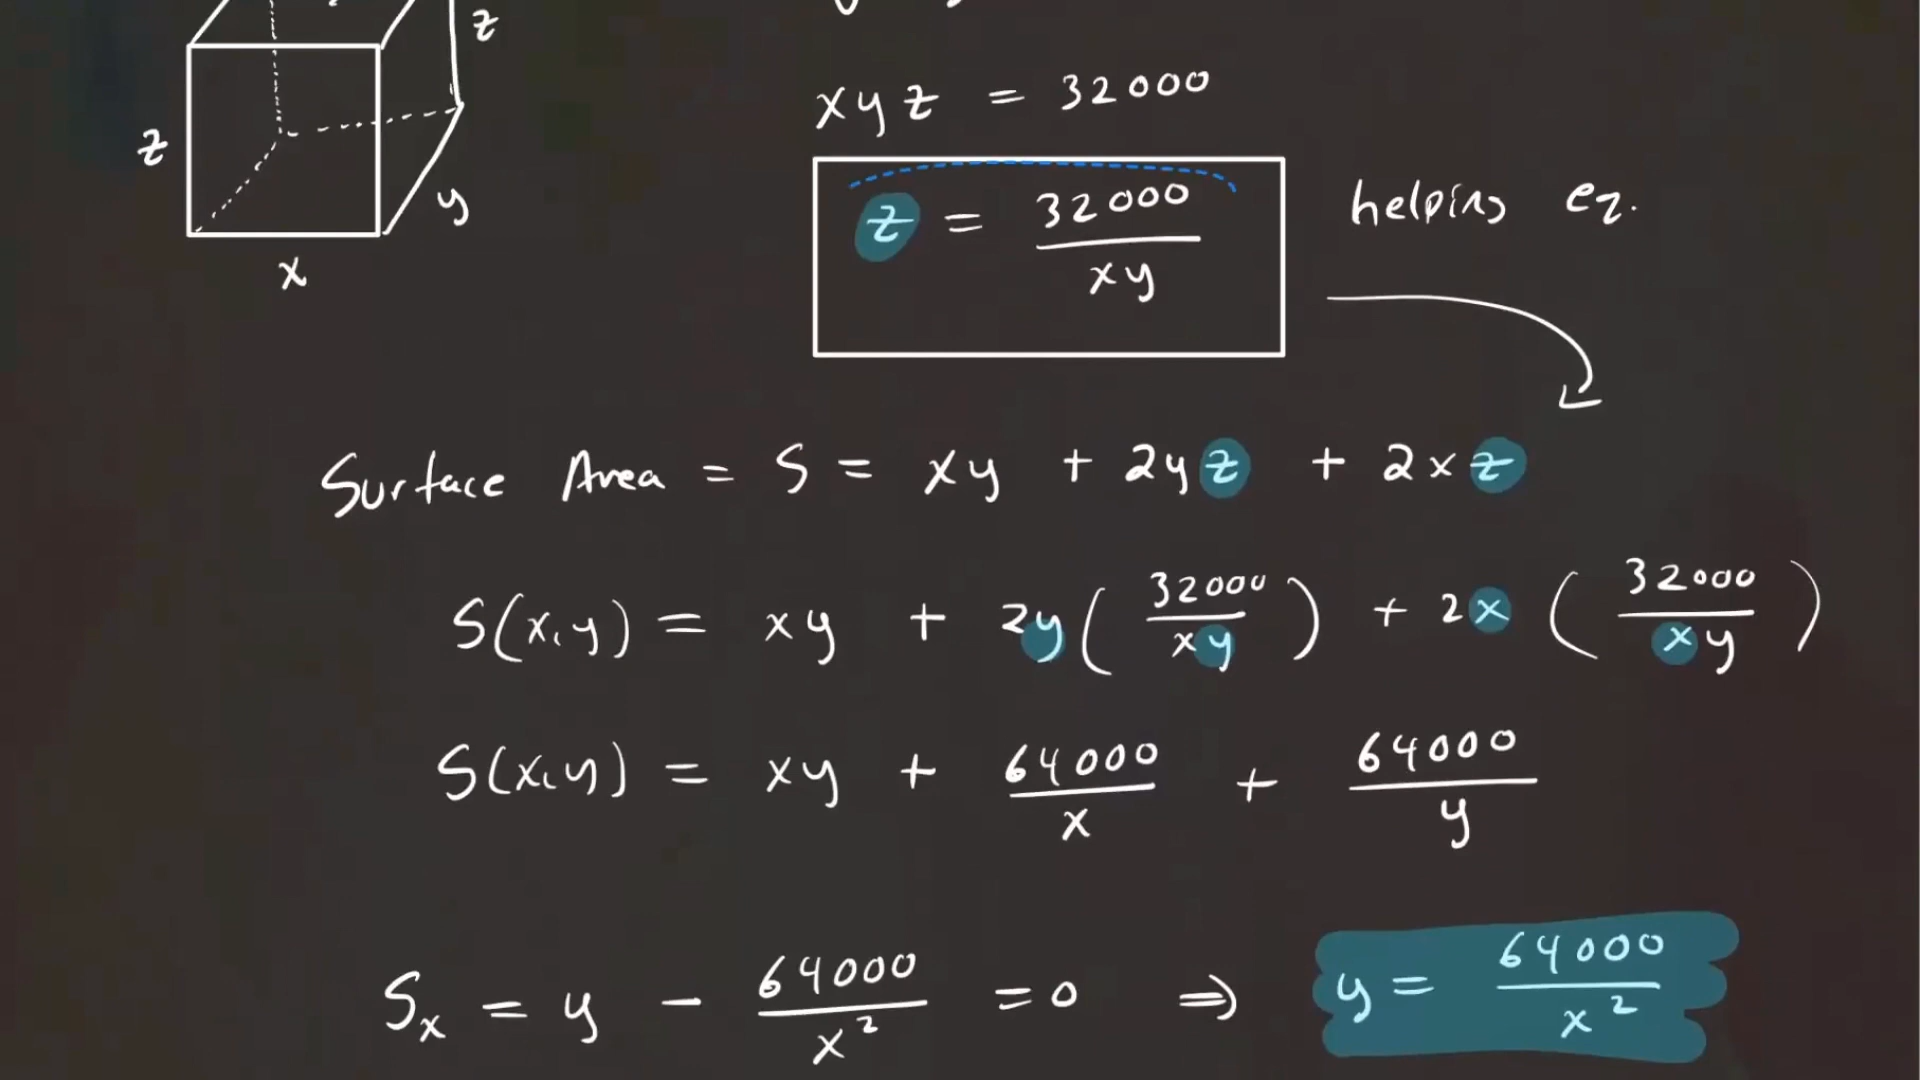 z
z
y
x
xyz = 32000
z = 32000/xy
helping eq.
Surface Area = S = xy + 2yz + 2xz
S(x,y) = xy + 2y(32000/xy) + 2x(32000/xy)
S(x,y) = xy + 64000/x + 64000/y
Sₓ = y - 64000/x² = 0 ⇒ y = 64000/x²